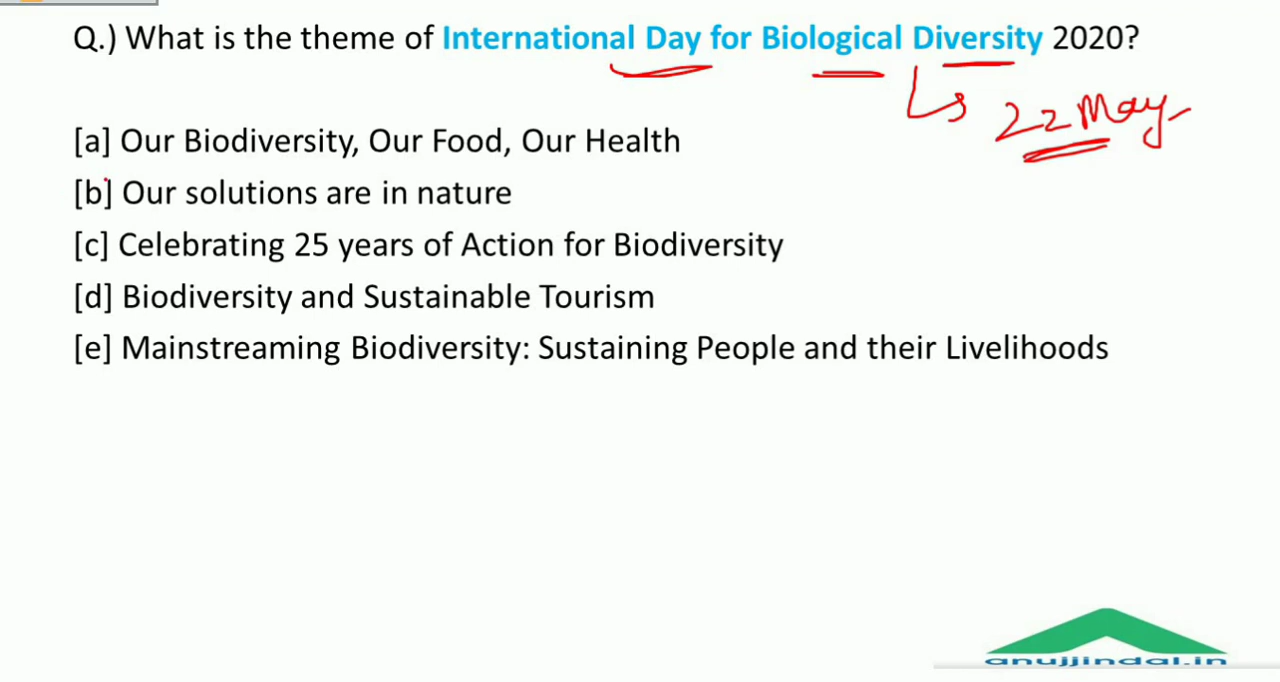 Q.) What is the theme of International Day for Biological Diversity 2020?
22 May
[a] Our Biodiversity, Our Food, Our Health
[b] Our solutions are in nature
[c] Celebrating 25 years of Action for Biodiversity
[d] Biodiversity and Sustainable Tourism
[e] Mainstreaming Biodiversity: Sustaining People and their Livelihoods
anujjindal.in